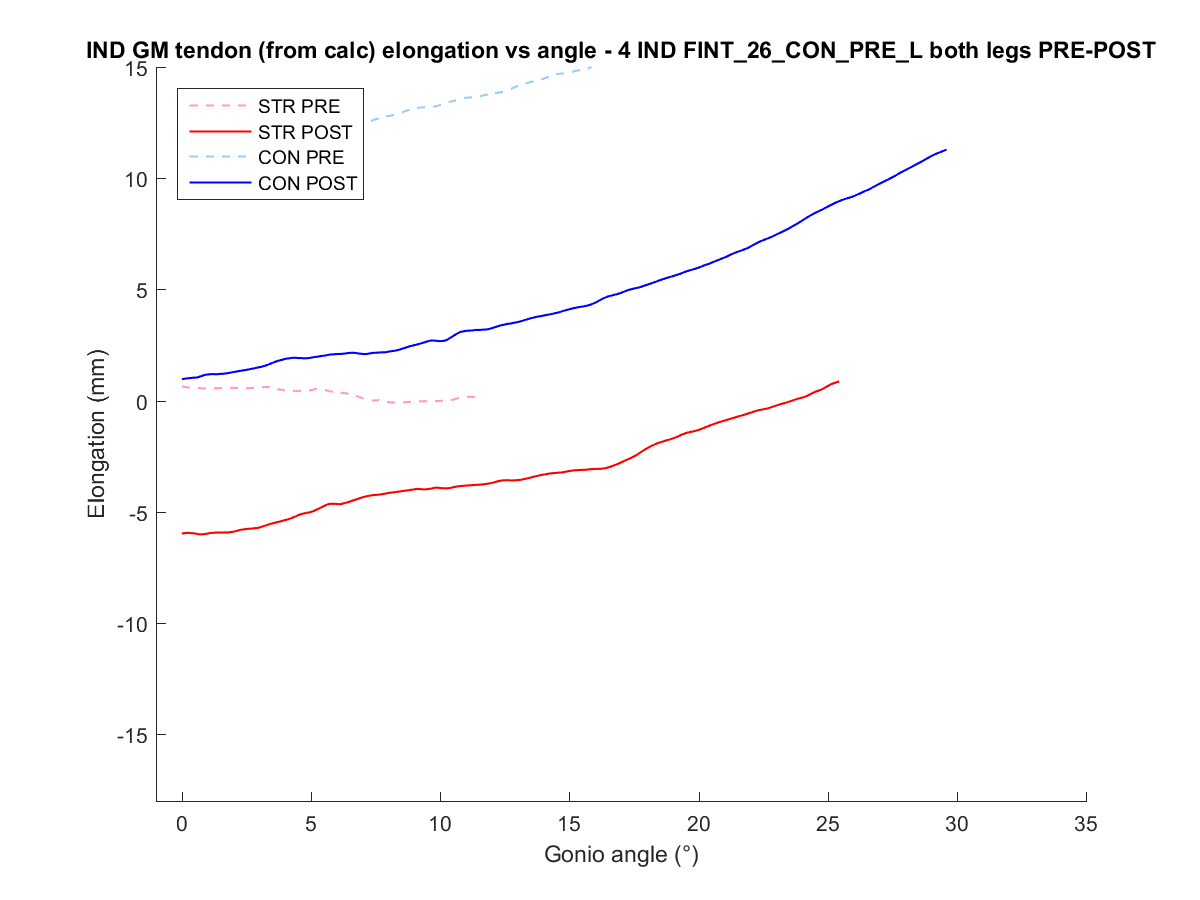 IND GM tendon (from calc) elongation vs angle - 4 IND FINT_26_CON_PRE_L both legs PRE-POST
STR PRE
STR POST
CON PRE
CON POST
15
10
5
0
-5
-10
-15
Elongation (mm)
0 5 10 15 20 25 30 35
Gonio angle (°)